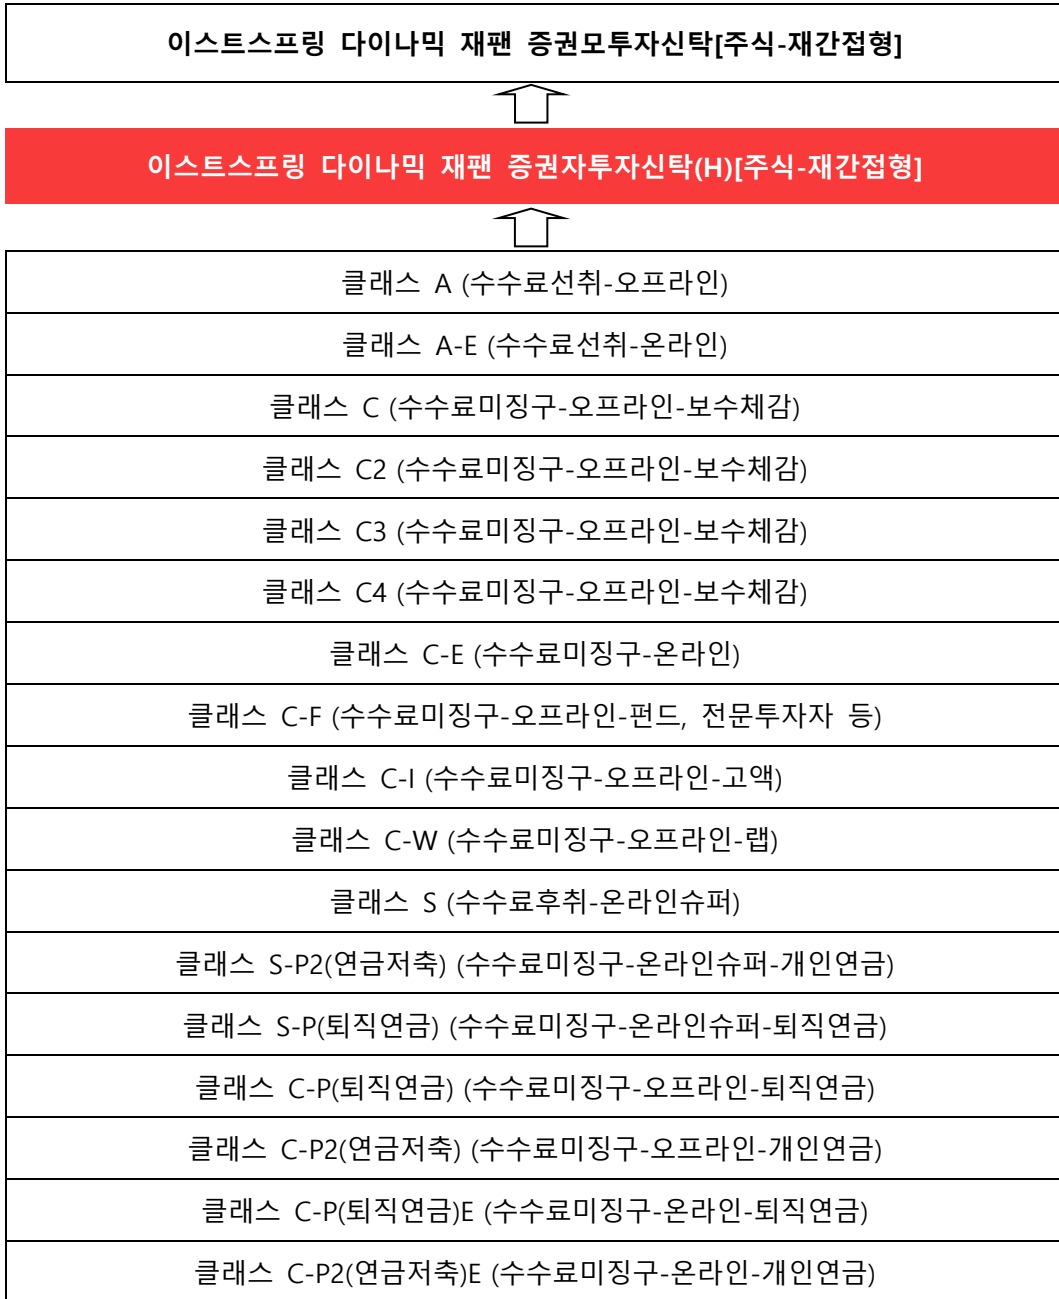 이스트스프링 다이나믹 재팬 증권모투자신탁[주식-재간접형]
이스트스프링 다이나믹 재팬 증권자투자신탁(H)[주식-재간접형]
클래스 A (수수료선취-오프라인)
클래스 A-E (수수료선취-온라인)
클래스 C (수수료미징구-오프라인-보수체감)
클래스 C2 (수수료미징구-오프라인-보수체감)
클래스 C3 (수수료미징구-오프라인-보수체감)
클래스 C4 (수수료미징구-오프라인-보수체감)
클래스 C-E (수수료미징구-온라인)
클래스 C-F (수수료미징구-오프라인-펀드, 전문투자자 등)
클래스 C-I (수수료미징구-오프라인-고액)
클래스 C-W (수수료미징구-오프라인-랩)
클래스 S (수수료후취-온라인슈퍼)
클래스 S-P2(연금저축) (수수료미징구-온라인슈퍼-개인연금)
클래스 S-P(퇴직연금) (수수료미징구-온라인슈퍼-퇴직연금)
클래스 C-P(퇴직연금) (수수료미징구-오프라인-퇴직연금)
클래스 C-P2(연금저축) (수수료미징구-오프라인-개인연금)
클래스 C-P(퇴직연금)E (수수료미징구-온라인-퇴직연금)
클래스 C-P2(연금저축)E (수수료미징구-온라인-개인연금)